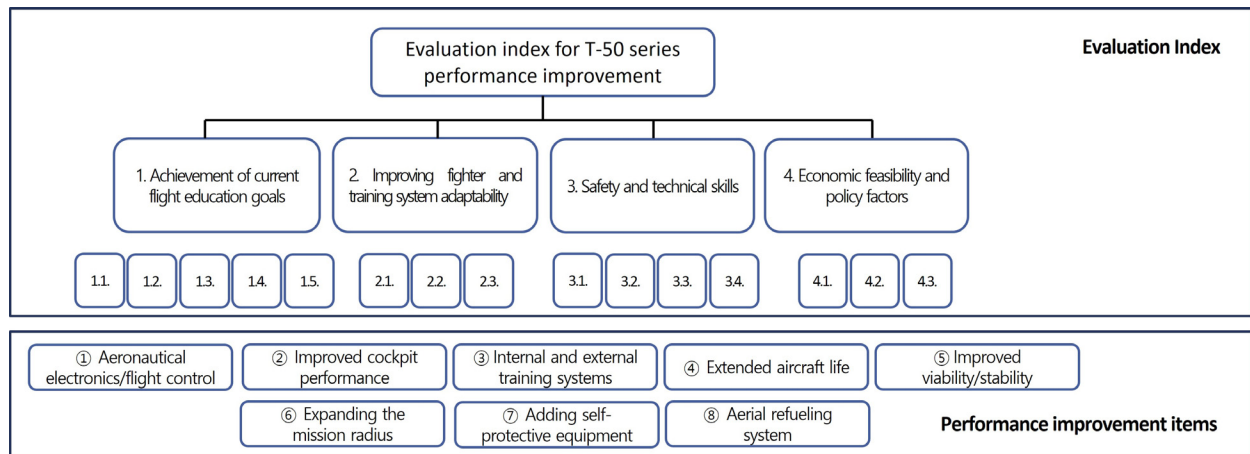 Evaluation Index
Evaluation index for T-50 series
performance improvement
1. Achievement of current
flight education goals
2. Improving fighter and
training system adaptability
3. Safety and technical skills
4. Economic feasibility and
policy factors
1.1.
1.2.
1.3.
1.4.
1.5.
2.1.
2.2.
2.3.
3.1.
3.2.
3.3.
3.4.
4.1.
4.2.
4.3.
① Aeronautical
electronics/flight control
② Improved cockpit
performance
③ Internal and external
training systems
④ Extended aircraft life
⑤ Improved
viability/stability
⑥ Expanding the
mission radius
⑦ Adding self-
protective equipment
⑧ Aerial refueling
system
Performance improvement items